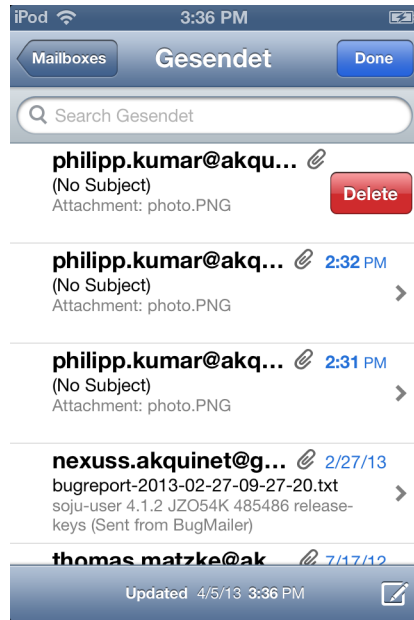 iPod 3:36 PM
Mailboxes Gesendet Done
Search Gesendet
philipp.kumar@akqu...
(No Subject)
Attachment: photo.PNG
Delete
philipp.kumar@akq... 2:32 PM
(No Subject)
Attachment: photo.PNG
philipp.kumar@akq... 2:31 PM
(No Subject)
Attachment: photo.PNG
nexuss.akquinet@g... 2/27/13
bugreport-2013-02-27-09-27-20.txt
soju-user 4.1.2 JZO54K 485486 release-
keys (Sent from BugMailer)
thomas.matzke@ak... 7/17/12
Updated 4/5/13 3:36 PM